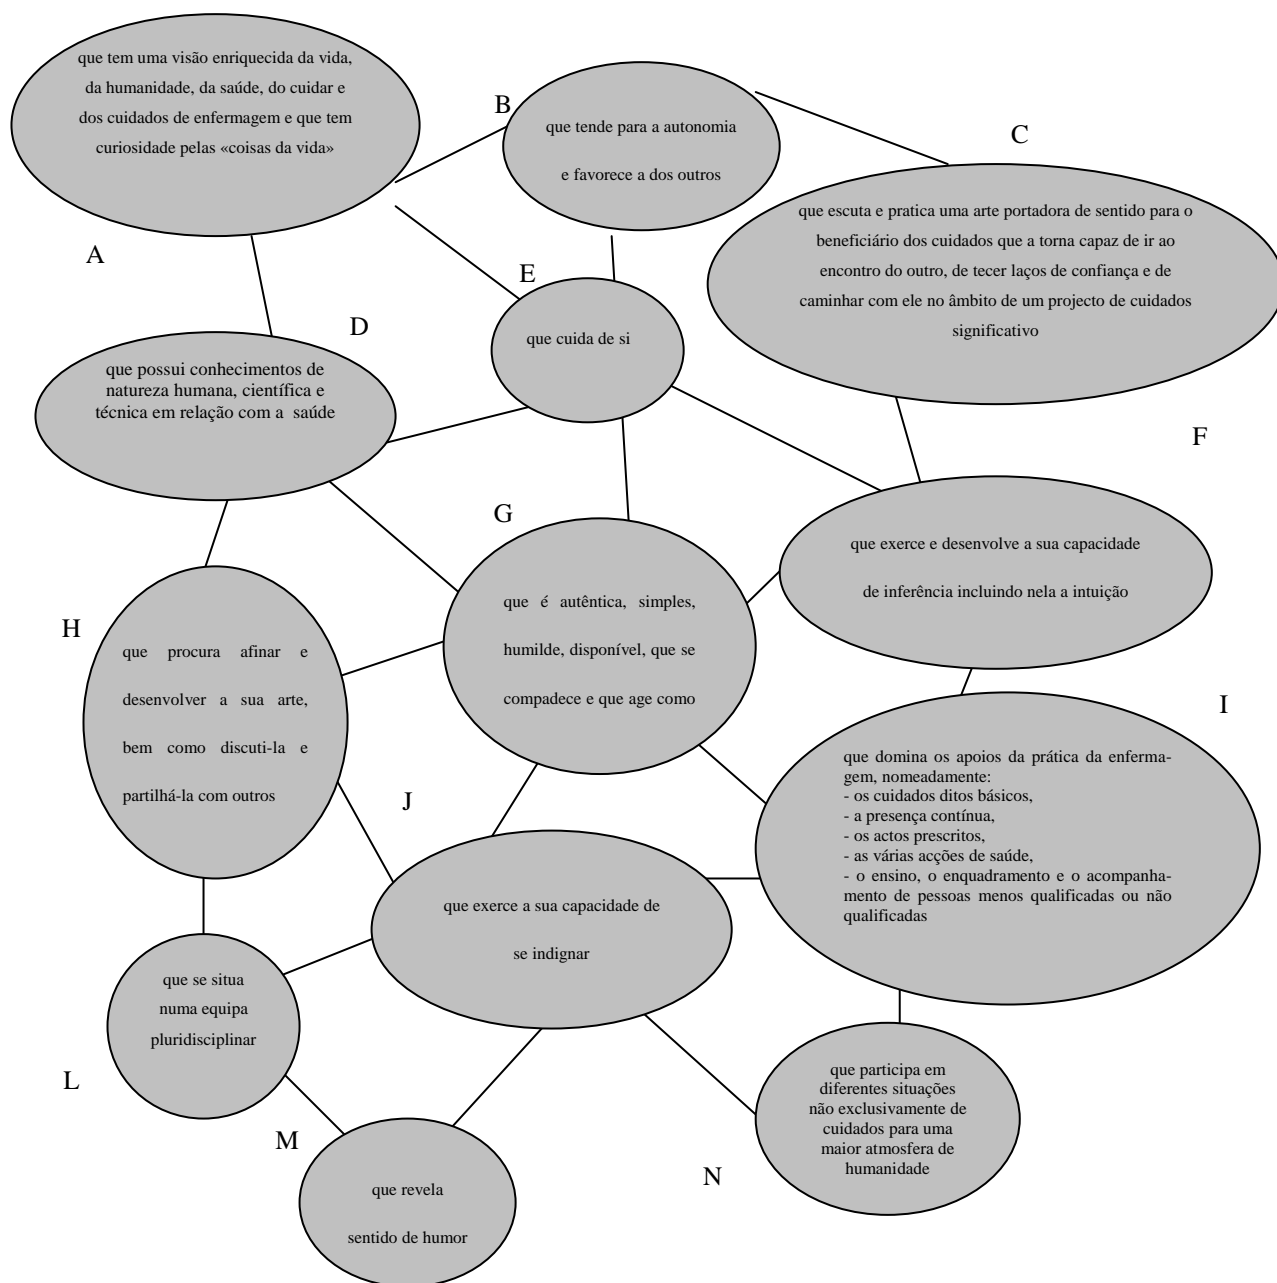 que tem uma visão enriquecida da vida,
da humanidade, da saúde, do cuidar e
dos cuidados de enfermagem e que tem
curiosidade pelas «coisas da vida»
A
B
que tende para a autonomia
e favorece a dos outros
C
que escuta e pratica uma arte portadora de sentido para o
beneficiário dos cuidados que a torna capaz de ir ao
encontro do outro, de tecer laços de confiança e de
caminhar com ele no âmbito de um projecto de cuidados
significativo
E
que cuida de si
D
que possui conhecimentos de
natureza humana, científica e
técnica em relação com a saúde
F
que exerce e desenvolve a sua capacidade
de inferência incluindo nela a intuição
G
que é autêntica, simples,
humilde, disponível, que se
compadece e que age como
H
que procura afinar e
desenvolver a sua arte,
bem como discuti-la e
partilhá-la com outros
I
que domina os apoios da prática da enferma-
gem, nomeadamente:
- os cuidados ditos básicos,
- a presença contínua,
- os actos prescritos,
- as várias acções de saúde,
- o ensino, o enquadramento e o acompanha-
mento de pessoas menos qualificadas ou não
qualificadas
J
que exerce a sua capacidade de
se indignar
que se situa
numa equipa
pluridisciplinar
L
M
que revela
sentido de humor
que participa em
diferentes situações
não exclusivamente de
cuidados para uma
maior atmosfera de
humanidade
N